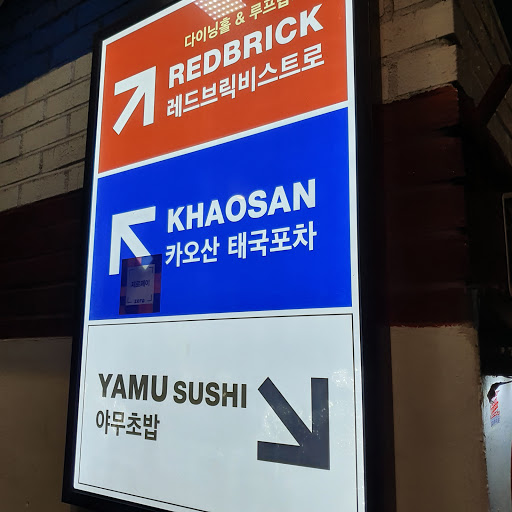 다이닝홀 & 루프탑
REDBRICK
레드브릭비스트로
KHAOSAN
카오산 태국포차
YAMU SUSHI
야무초밥